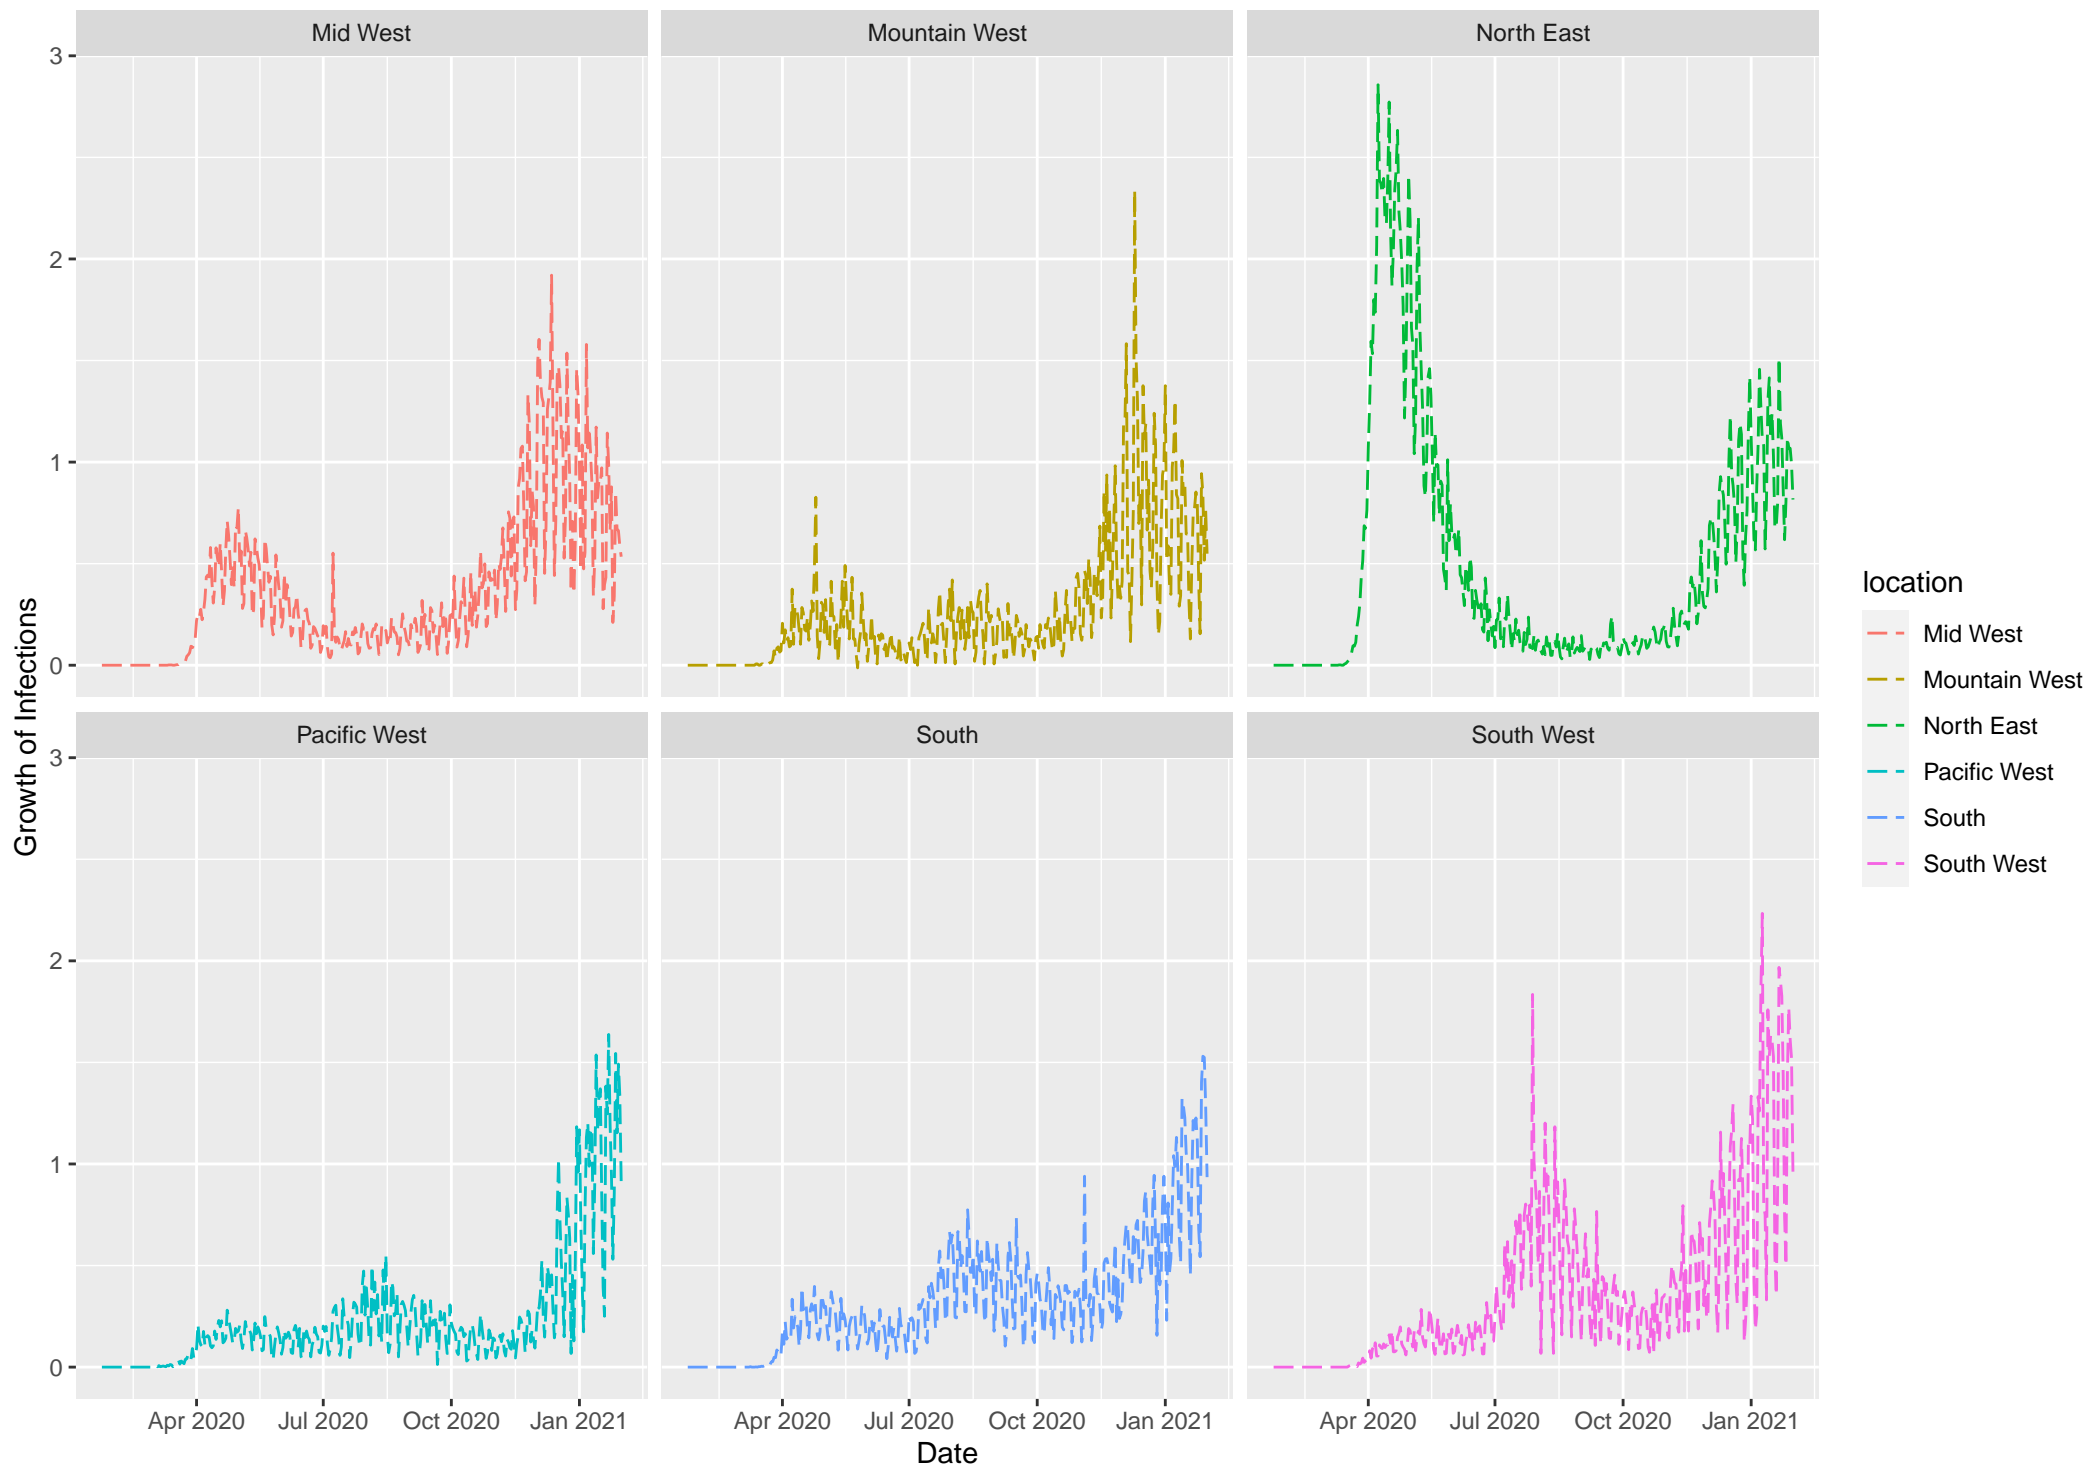 Mid West
Mountain West
North East
3
2
1
0
Growth of Infections
Pacific West
South
South West
3
2
1
0
Apr 2020 Jul 2020 Oct 2020 Jan 2021
Apr 2020 Jul 2020 Oct 2020 Jan 2021
Apr 2020 Jul 2020 Oct 2020 Jan 2021
Date
location
Mid West
Mountain West
North East
Pacific West
South
South West